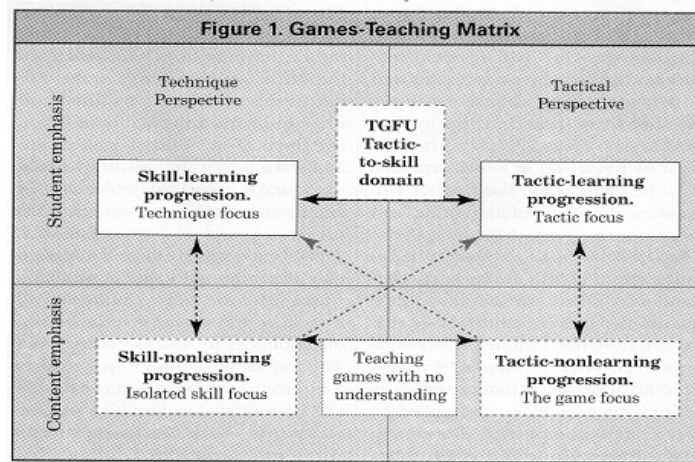 Figure 1. Games-Teaching Matrix
Technique
Perspective
Tactical
Perspective
Student emphasis
TGFU
Tactic-
to-skill
domain
Skill-learning
progression.
Technique focus
Tactic-learning
progression.
Tactic focus
Content emphasis
Skill-nonlearning
progression.
Isolated skill focus
Teaching
games with no
understanding
Tactic-nonlearning
progression.
The game focus